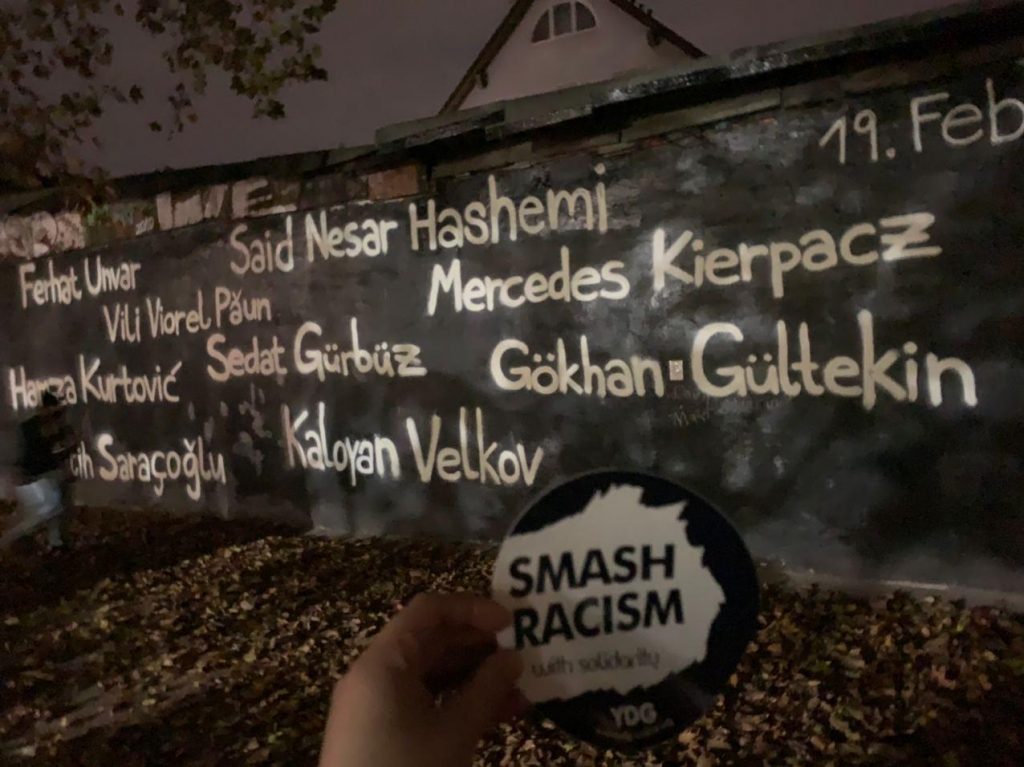 19. Feb
Said Nesar Hashemi
Ferhat Unvar
Mercedes Kierpacz
Vili Viorel Păun
Sedat Gürbüz
Gökhan Gültekin
Hamza Kurtović
Kaloyan Velkov
Saraçoğlu
SMASH
RACISM
with solidarity
YDG